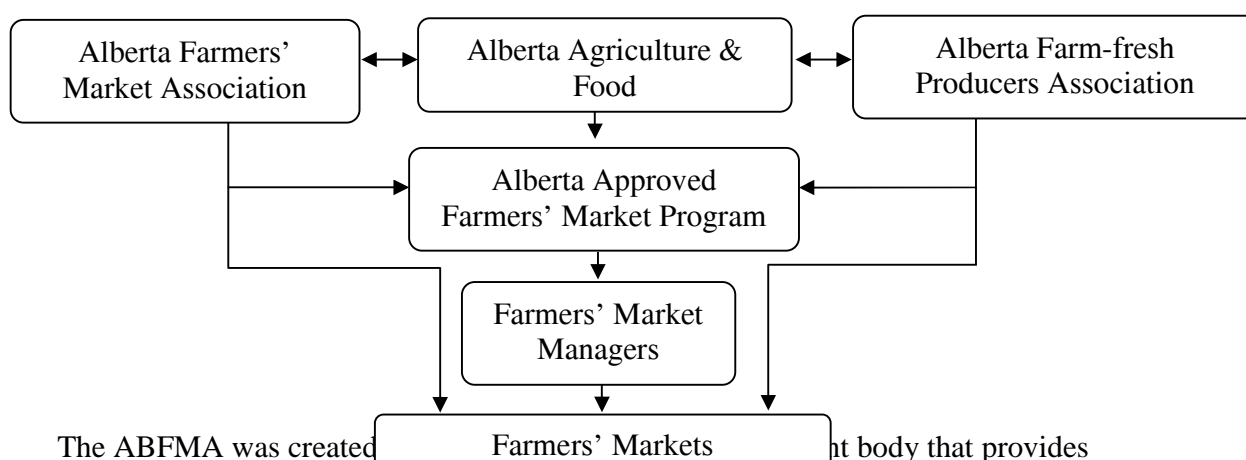 Alberta Farmers’
Market Association
Alberta Agriculture &
Food
Alberta Farm-fresh
Producers Association
Alberta Approved
Farmers’ Market Program
Farmers’ Market
Managers
Farmers’ Markets
The ABFMA was created body that provides